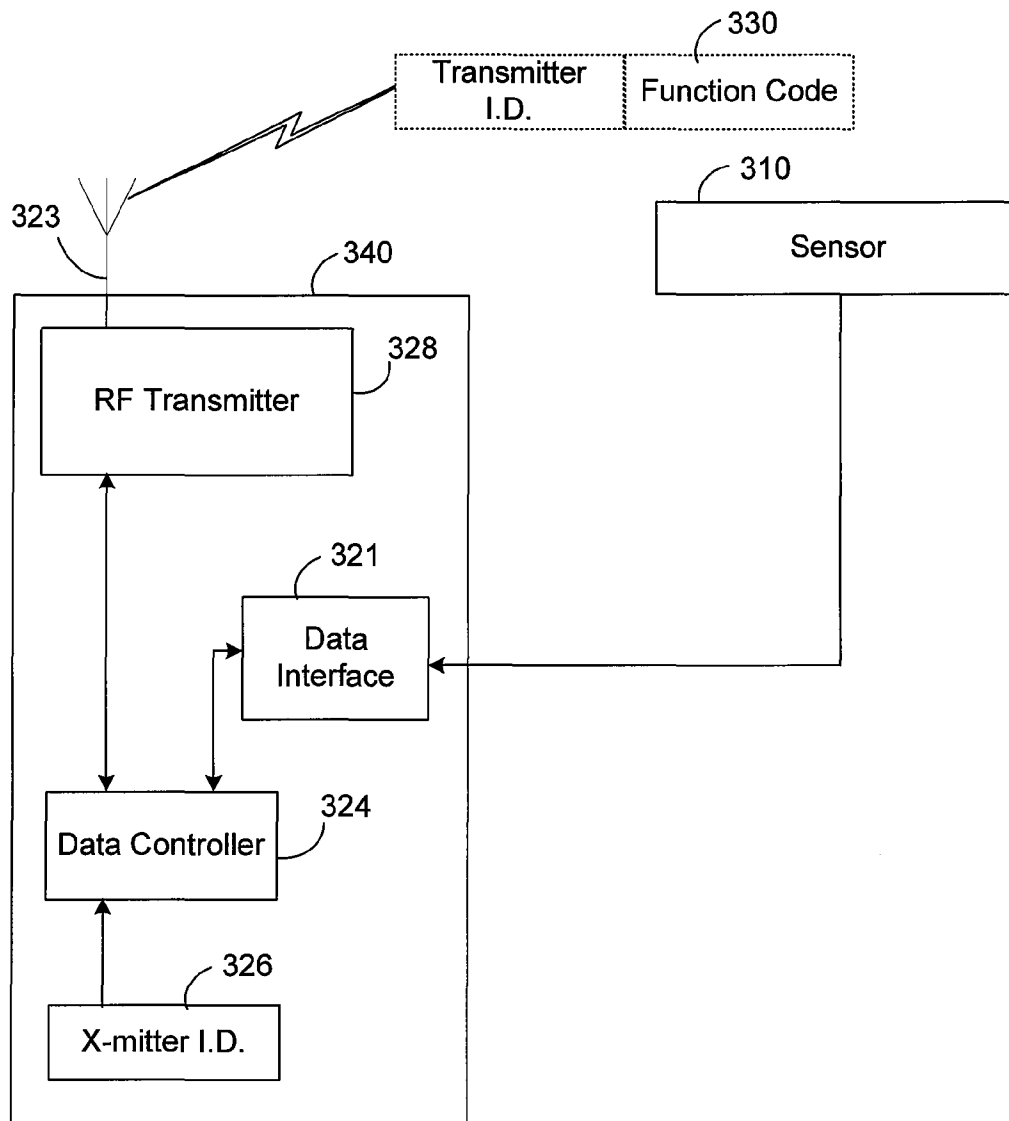 330
Transmitter
I.D.
Function Code
310
Sensor
323
340
328
RF Transmitter
321
Data
Interface
324
Data Controller
326
X-mitter I.D.